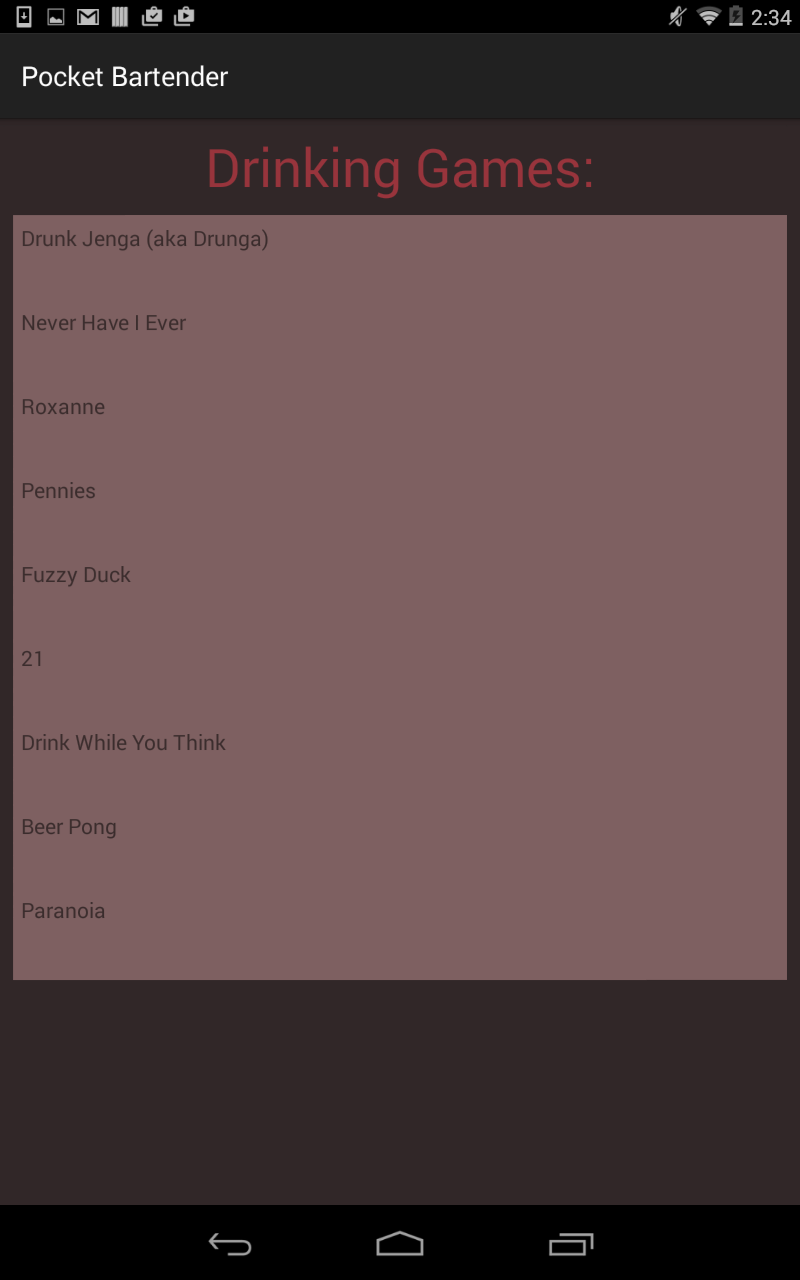 2:34
Pocket Bartender
Drinking Games:
Drunk Jenga (aka Drunga)
Never Have I Ever
Roxanne
Pennies
Fuzzy Duck
21
Drink While You Think
Beer Pong
Paranoia